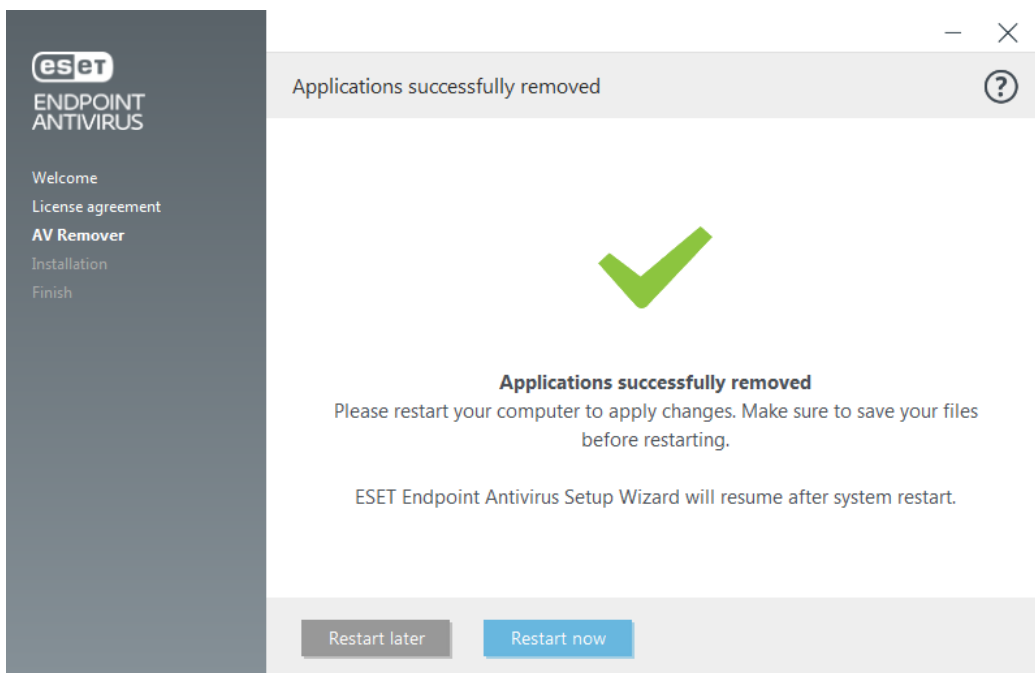 eseT
ENDPOINT
ANTIVIRUS
Welcome
License agreement
AV Remover
Installation
Finish
Applications successfully removed
?
Applications successfully removed
Please restart your computer to apply changes. Make sure to save your files
before restarting.
ESET Endpoint Antivirus Setup Wizard will resume after system restart.
Restart later
Restart now